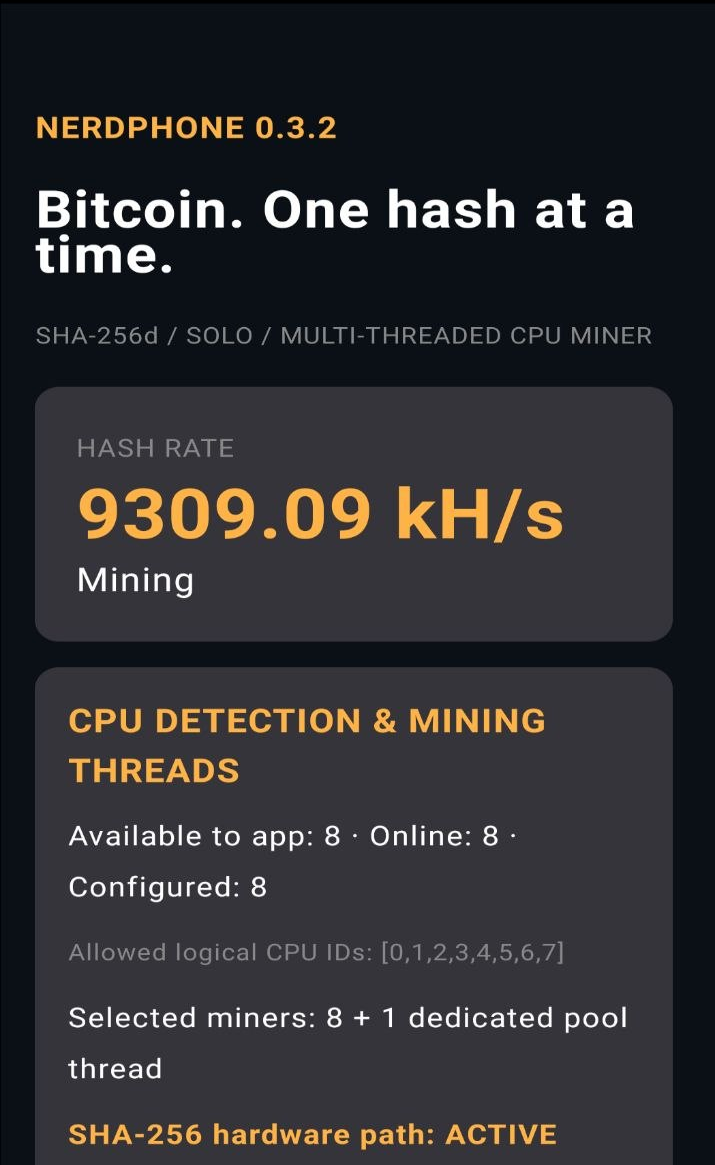 NERDPHONE 0.3.2
Bitcoin. One hash at a
time.
SHA-256d / SOLO / MULTI-THREADED CPU MINER
HASH RATE
9309.09 kH/s
Mining
CPU DETECTION & MINING
THREADS
Available to app: 8 · Online: 8 ·
Configured: 8
Allowed logical CPU IDs: [0,1,2,3,4,5,6,7]
Selected miners: 8 + 1 dedicated pool
thread
SHA-256 hardware path: ACTIVE